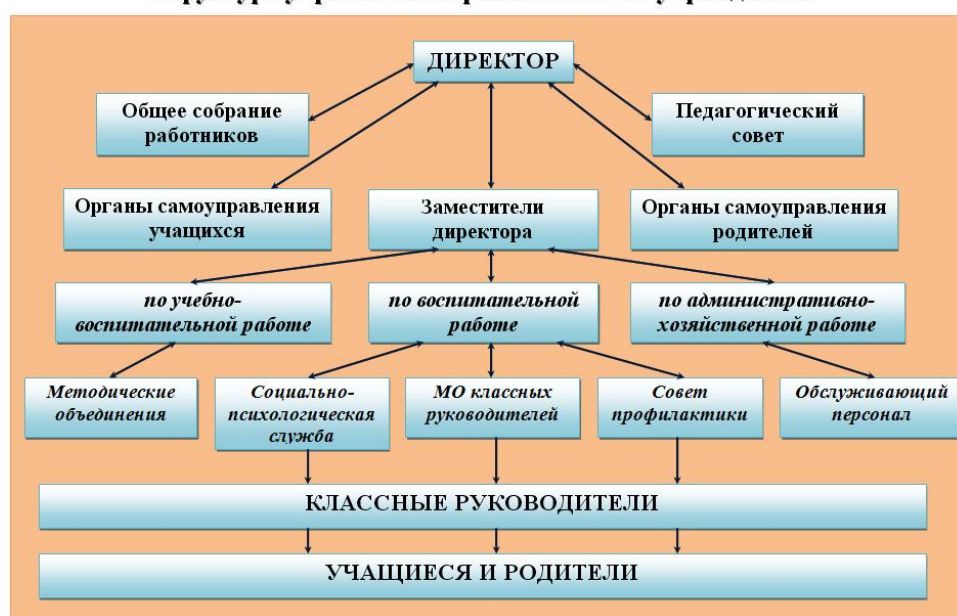 ДИРЕКТОР
Общее собрание
работников
Педагогический
совет
Органы самоуправления
учащихся
Заместители
директора
Органы самоуправления
родителей
по учебно-
воспитательной работе
по воспитательной
работе
по административно-
хозяйственной работе
Методические
объединения
Социально-
психологическая
служба
МО классных
руководителей
Совет
профилактики
Обслуживающий
персонал
КЛАССНЫЕ РУКОВОДИТЕЛИ
УЧАЩИЕСЯ И РОДИТЕЛИ